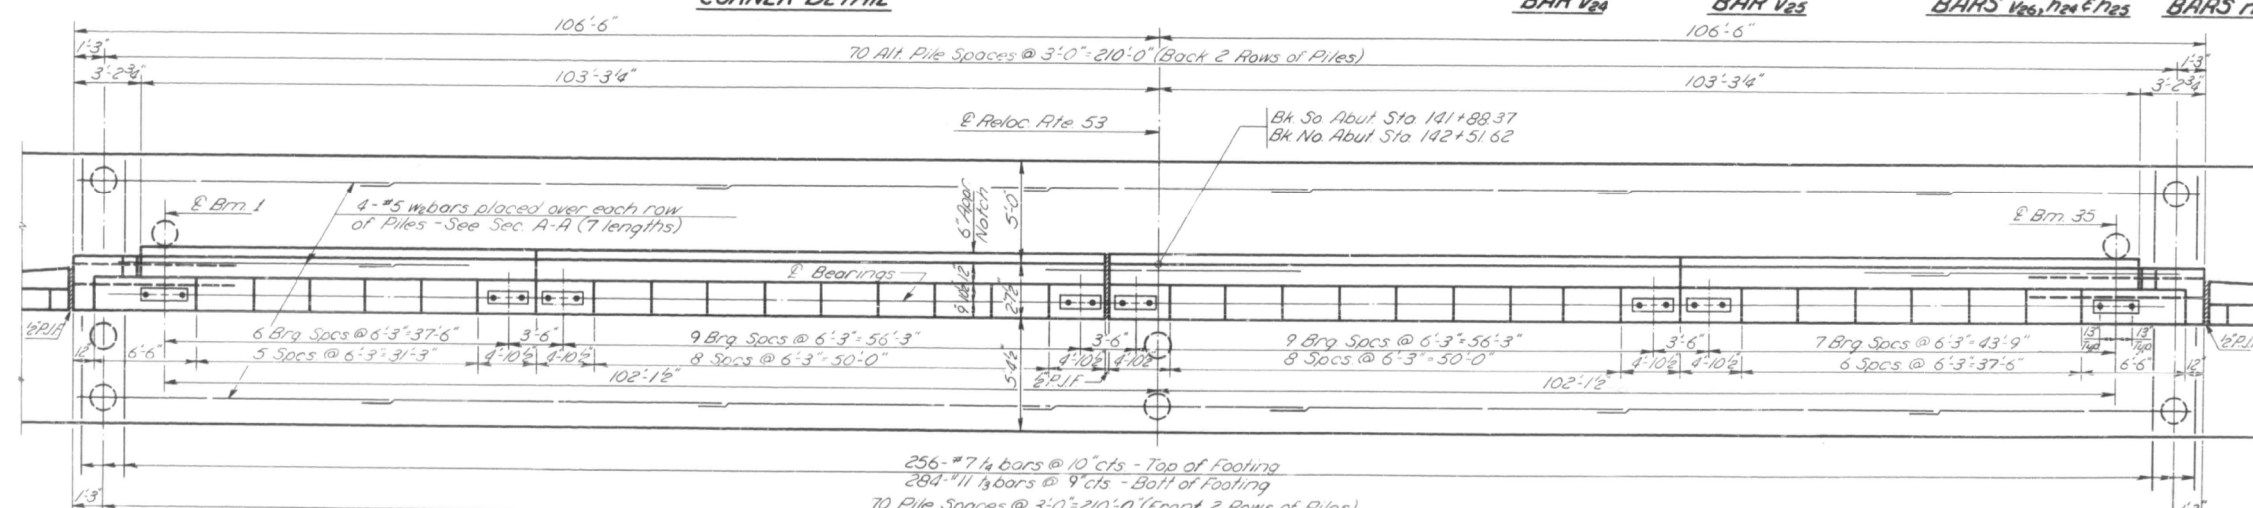 CORNER DETAIL
BAR V24
BAR V25
BARS V26, h24 & h25
BARS
106'-6"
106'-6"
1'-3"
70 Alt. Pile Spaces @ 3'-0" = 210'-0" (Back 2 Rows of Piles)
1'-3"
3'-2¾"
103'-3¼"
103'-3¼"
3'-2¾"
℄ Reloc. Rte. 53
Bk. So. Abut. Sta. 141+88.37
Bk. No. Abut. Sta. 142+51.62
℄ Bm. 1
4-#5 w2 bars placed over each row
of Piles - See Sec. A-A (7 lengths)
6" Appr.
Notch
5'-0"
℄ Bm. 35
℄ Bearings
2'-7½"
½" P.J.F.
6 Brg. Spcs @ 6'-3" = 37'-6"
3'-6"
9 Brg Spcs @ 6'-3" = 56'-3"
3'-6"
9 Brg Spcs @ 6'-3" = 56'-3"
3'-6"
7 Brg Spcs @ 6'-3" = 43'-9"
13" Typ.
13" Typ.
½" P.J.
12"
6'-6"
5 Spcs @ 6'-3" = 31'-3"
4'-10½"
4'-10½"
8 Spcs @ 6'-3" = 50'-0"
4'-10½"
4'-10½"
8 Spcs @ 6'-3" = 50'-0"
4'-10½"
4'-10½"
6 Spcs. @ 6'-3" = 37'-6"
6'-6"
12"
102'-1½"
5'-4½"
½" P.J.F.
102'-1½"
256-#7 t4 bars @ 10" cts - Top of Footing
284-#11 t3 bars @ 9" cts - Bott of Footing
1'-3"
70 Pile Spaces @ 3'-0" = 210'-0" (Front 2 Rows of Piles)
1'-3"